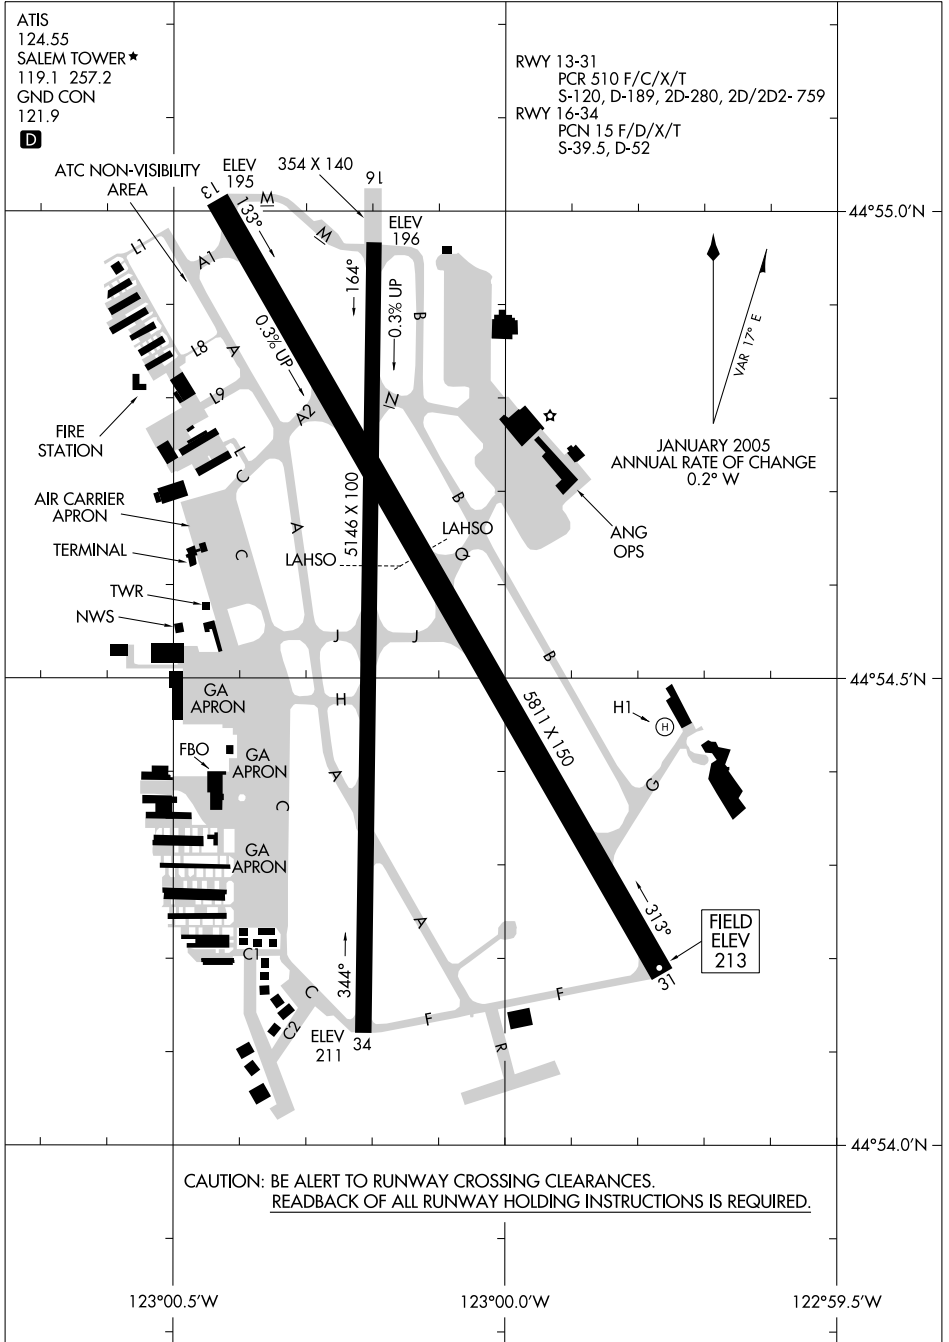 ATIS
124.55
SALEM TOWER ★
119.1 257.2
GND CON
121.9
D
RWY 13-31
PCR 510 F/C/X/T
S-120, D-189, 2D-280, 2D/2D2-759
RWY 16-34
PCN 15 F/D/X/T
S-39.5, D-52
ATC NON-VISIBILITY
AREA
ELEV
195
354 X 140
16
13
133°
M
M
ELEV
196
44°55.0'N
L1
A1
164°
0.3% UP
B
0.3% UP
VAR 17° E
L8
A
L9
A2
N
FIRE
STATION
JANUARY 2005
ANNUAL RATE OF CHANGE
0.2° W
L
C
AIR CARRIER
APRON
5146 X 100
A
B
LAHSO
ANG
OPS
TERMINAL
C
LAHSO
Q
TWR
NWS
J
J
B
44°54.5'N
GA
APRON
H
5811 X 150
H1
H
FBO
GA
APRON
A
G
C
GA
APRON
A
313°
FIELD
ELEV
213
C1
344°
31
C
F
F
C2
ELEV
211
34
R
44°54.0'N
CAUTION: BE ALERT TO RUNWAY CROSSING CLEARANCES.
READBACK OF ALL RUNWAY HOLDING INSTRUCTIONS IS REQUIRED.
123°00.5'W
123°00.0'W
122°59.5'W